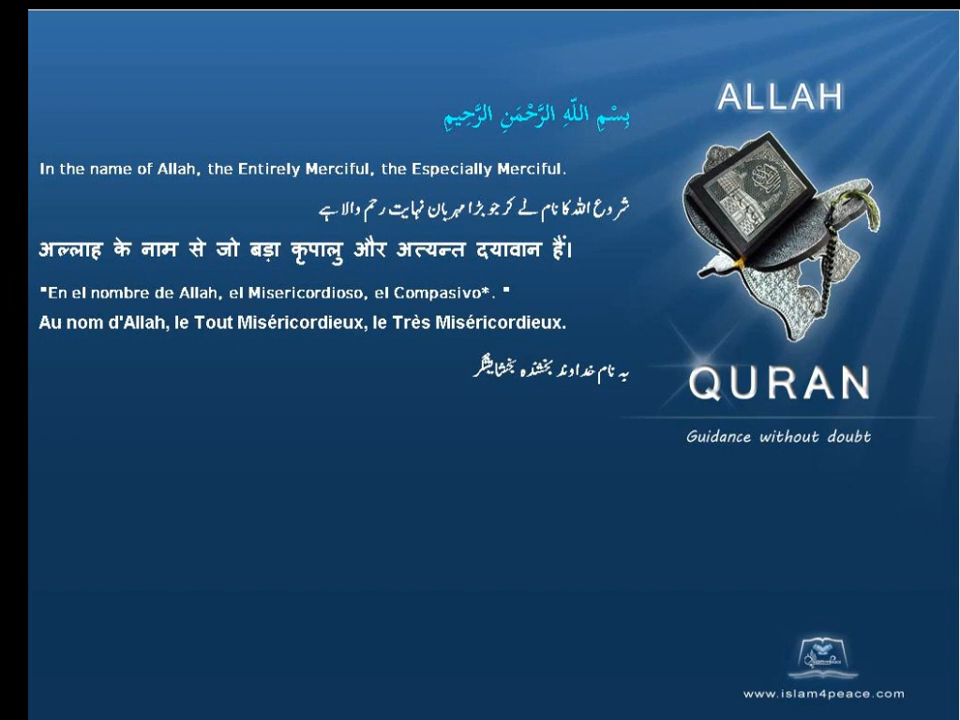 بِسْمِ اللّهِ الرَّحْمَنِ الرَّحِيمِ
In the name of Allah, the Entirely Merciful, the Especially Merciful.
شروع الله کا نام لے کر جو بڑا مہربان نہایت رحم والا ہے
अल्लाह के नाम से जो बड़ा कृपालु और अत्यन्त दयावान हैं।
"En el nombre de Allah, el Misericordioso, el Compasivo*. "
Au nom d'Allah, le Tout Miséricordieux, le Très Miséricordieux.
به نام خداوند بخشنده بخشایشگر
ALLAH
QURAN
Guidance without doubt
www.islam4peace.com